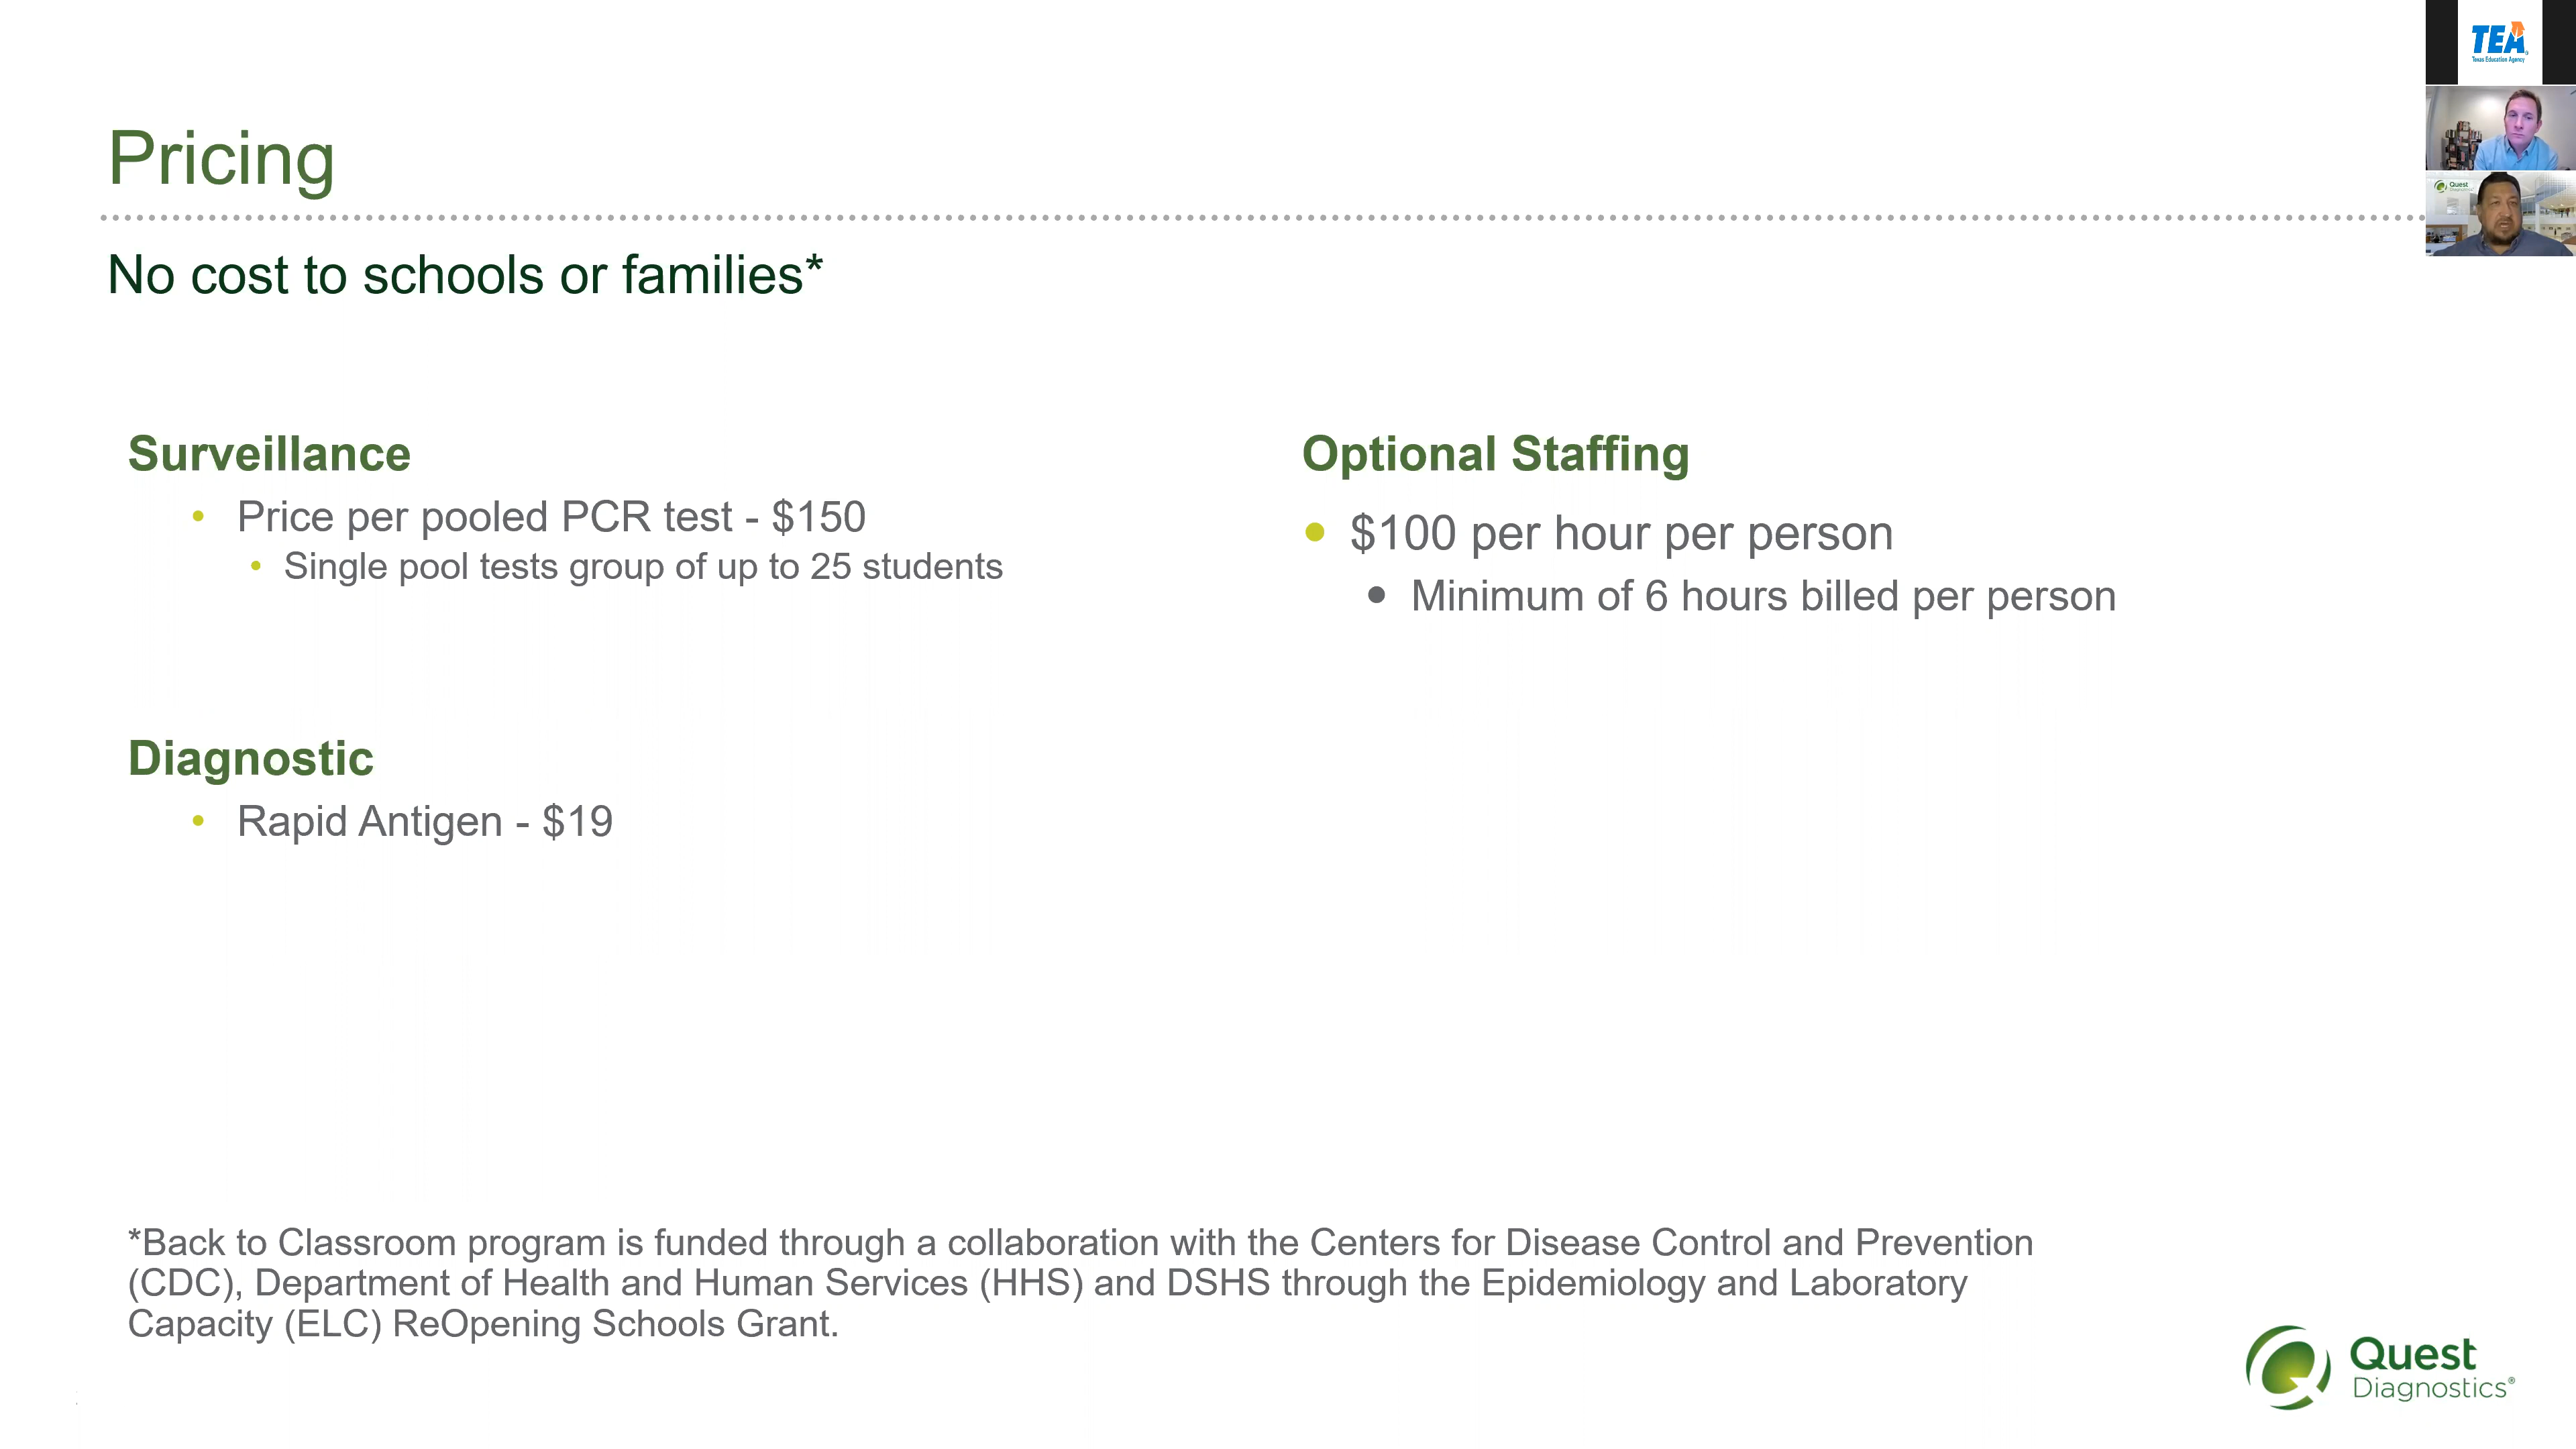 TEA
Texas Education Agency
Quest
Pricing
No cost to schools or families*
Surveillance
• Price per pooled PCR test - $150
• Single pool tests group of up to 25 students
Diagnostic
• Rapid Antigen - $19
Optional Staffing
• $100 per hour per person
• Minimum of 6 hours billed per person
*Back to Classroom program is funded through a collaboration with the Centers for Disease Control and Prevention
(CDC), Department of Health and Human Services (HHS) and DSHS through the Epidemiology and Laboratory
Capacity (ELC) ReOpening Schools Grant.
Quest
Diagnostics®